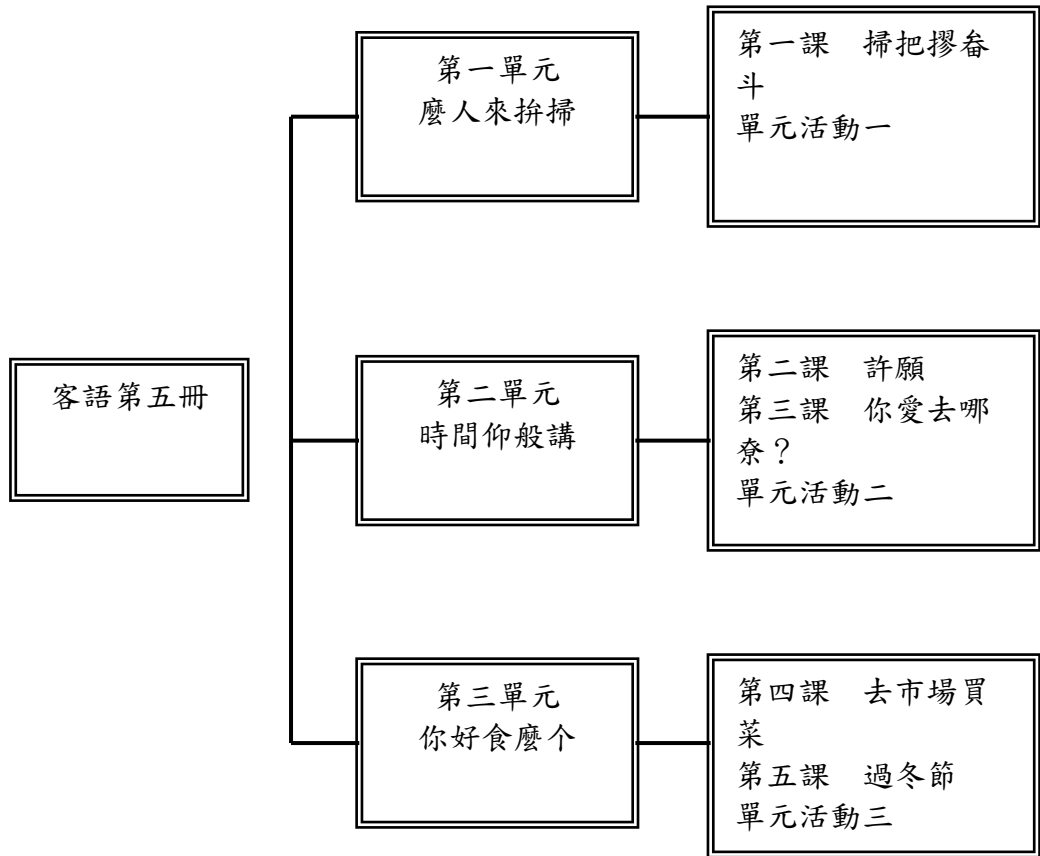 客語第五冊
第一單元
麼人來拚掃
第一課　掃把摎畚
斗
單元活動一
第二單元
時間仰般講
第二課　許願
第三課　你愛去哪
尞？
單元活動二
第三單元
你好食麼个
第四課　去市場買
菜
第五課　過冬節
單元活動三